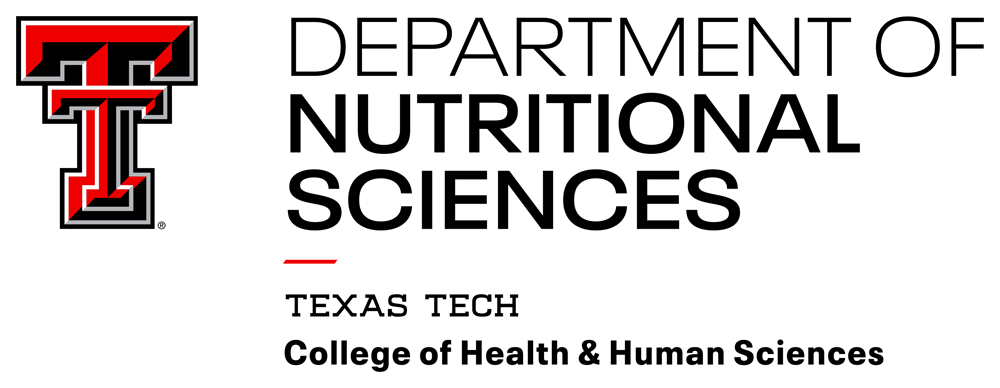 DEPARTMENT OF
NUTRITIONAL
SCIENCES
TEXAS TECH
College of Health & Human Sciences